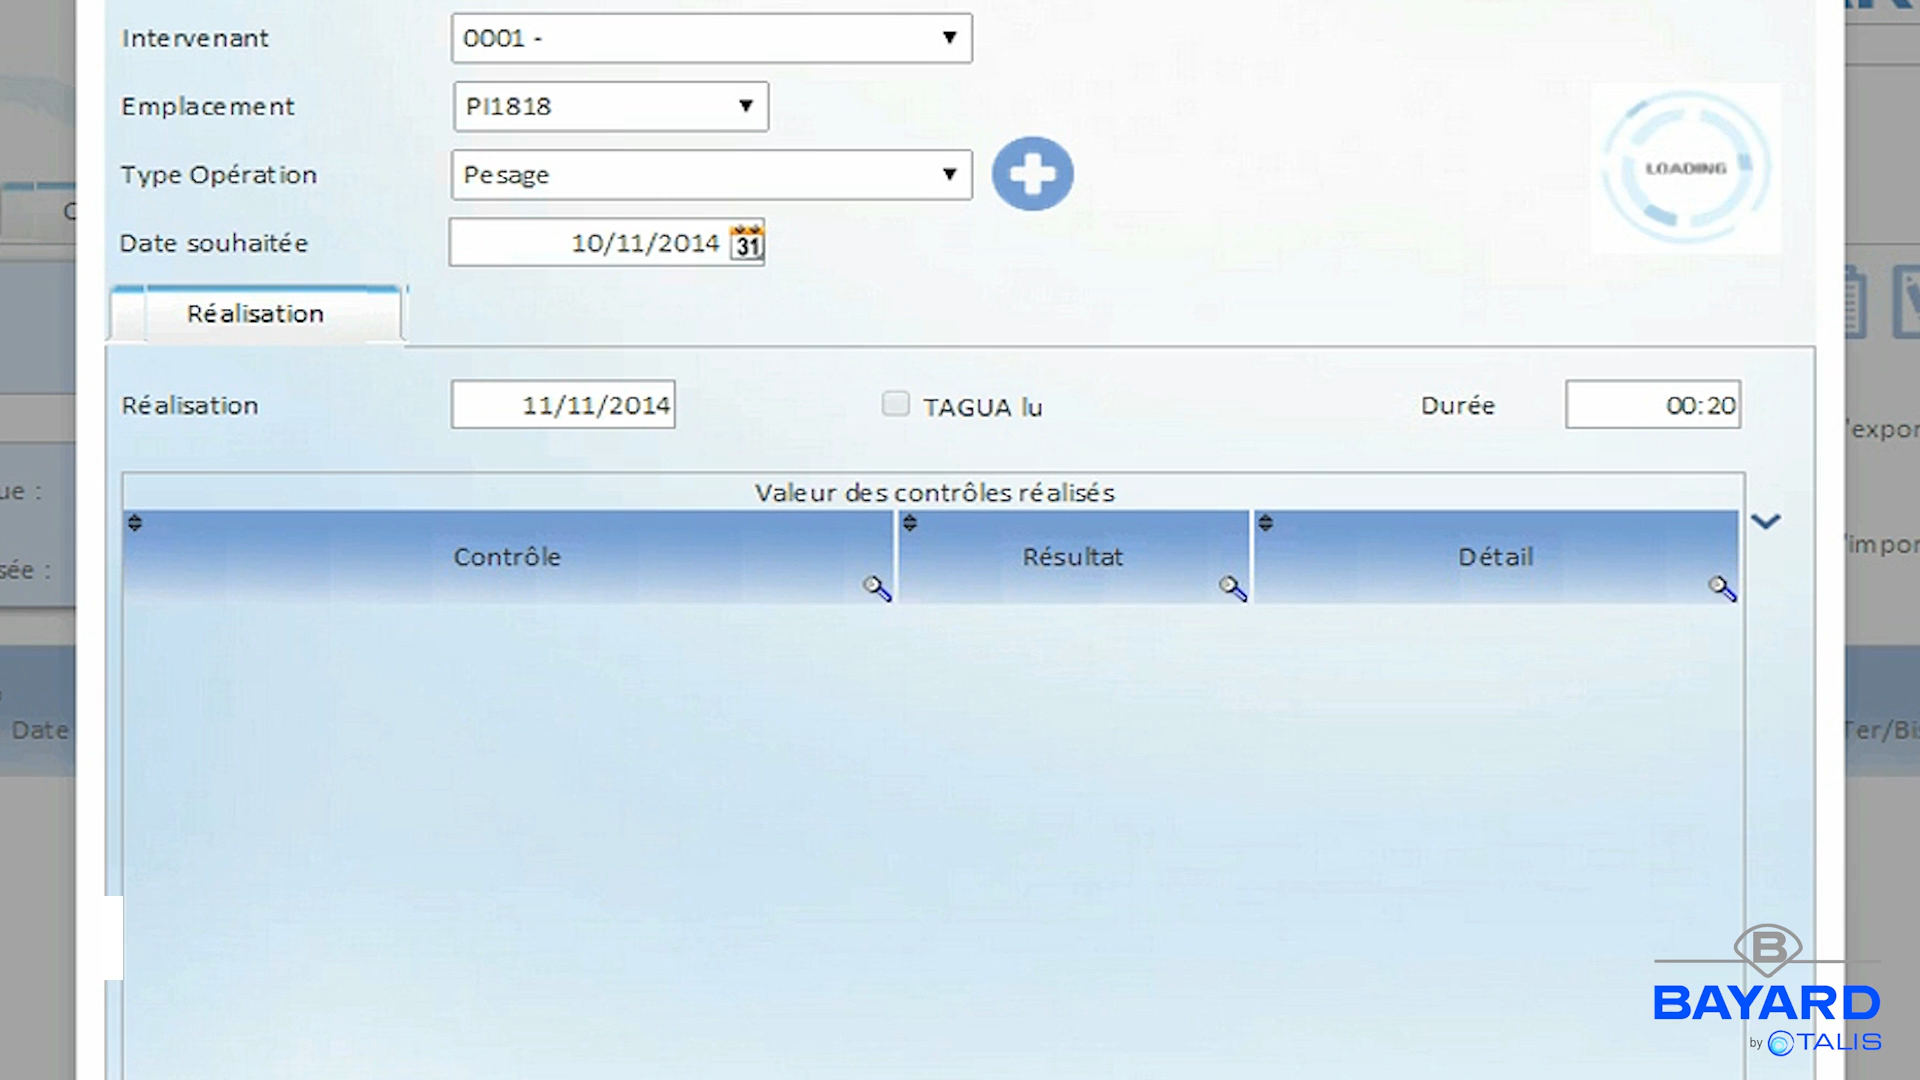 Intervenant 0001 -
Emplacement PI1818
LOADING
Type Opération Pesage
Date souhaitée 10/11/2014 31
Réalisation
Réalisation 11/11/2014 TAGUA lu Durée 00:20
'expor
ue :
Valeur des contrôles réalisés
Contrôle Résultat Détail
'impor
sée :
Date
Ter/Bis
B
BAYARD
by TALIS